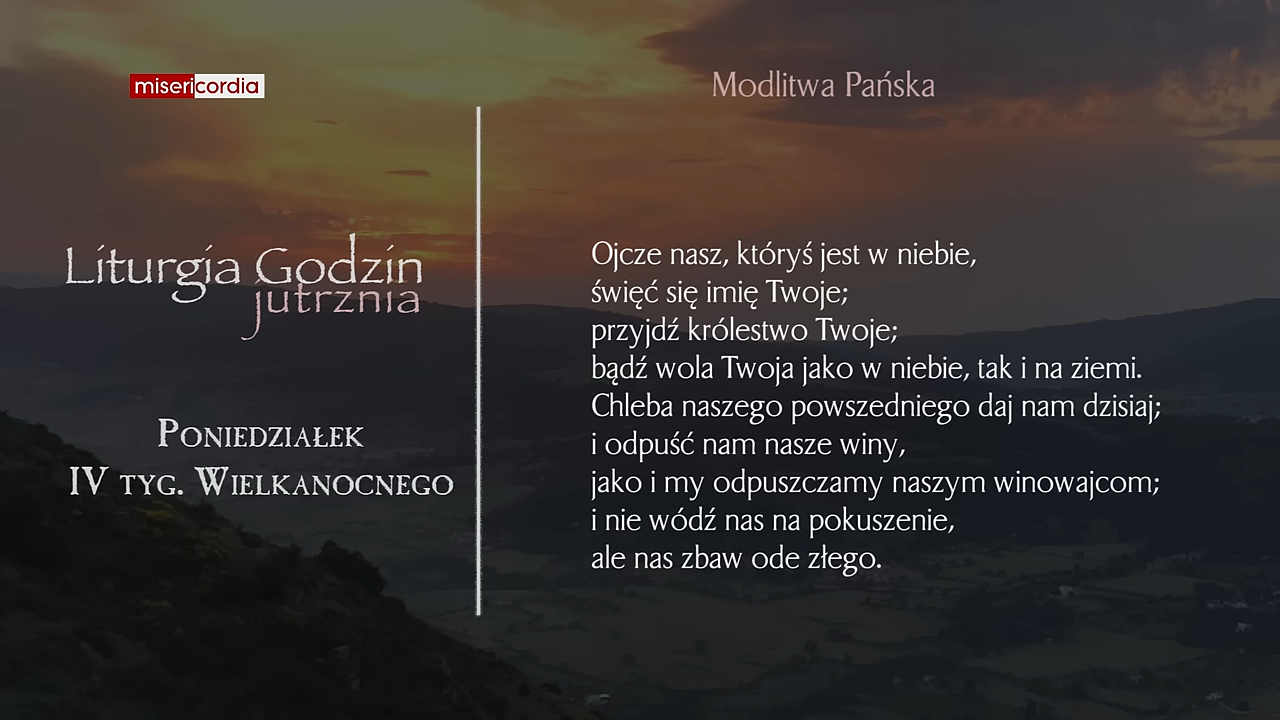 misericordia
Liturgia Godzin
jutrznia
Poniedziałek
IV tyg. Wielkanocnego
Modlitwa Pańska
Ojcze nasz, któryś jest w niebie,
święć się imię Twoje;
przyjdź królestwo Twoje;
bądź wola Twoja jako w niebie, tak i na ziemi.
Chleba naszego powszedniego daj nam dzisiaj;
i odpuść nam nasze winy,
jako i my odpuszczamy naszym winowajcom;
i nie wódź nas na pokuszenie,
ale nas zbaw ode złego.